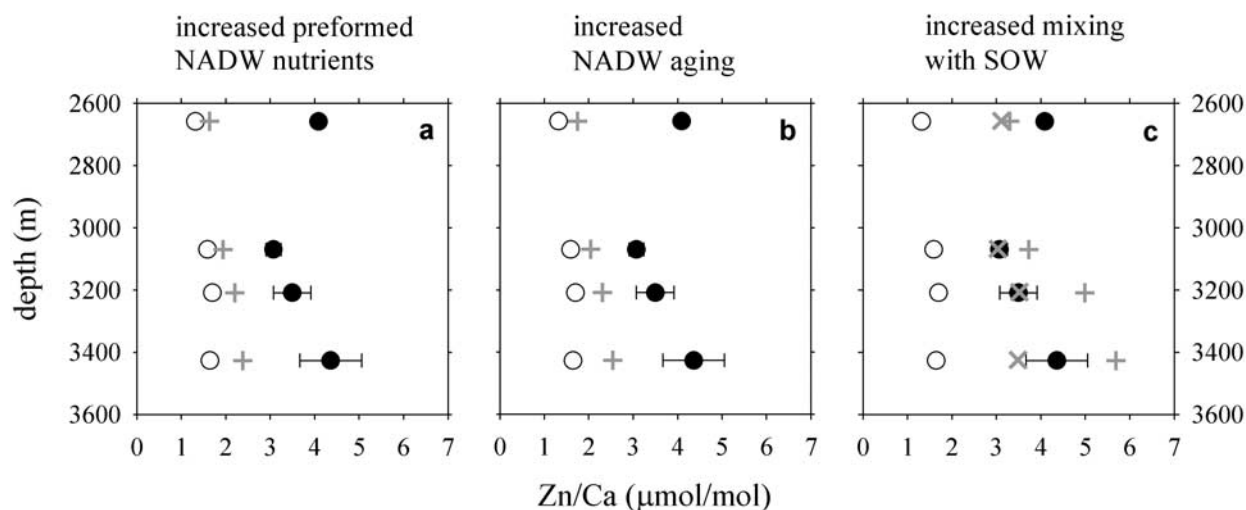 increased preformed
NADW nutrients
increased
NADW aging
increased mixing
with SOW
2600
2800
3000
3200
3400
3600
depth (m)
a
b
c
2600
2800
3000
3200
3400
3600
0 1 2 3 4 5 6 7
0 1 2 3 4 5 6 7
0 1 2 3 4 5 6 7
Zn/Ca (μmol/mol)